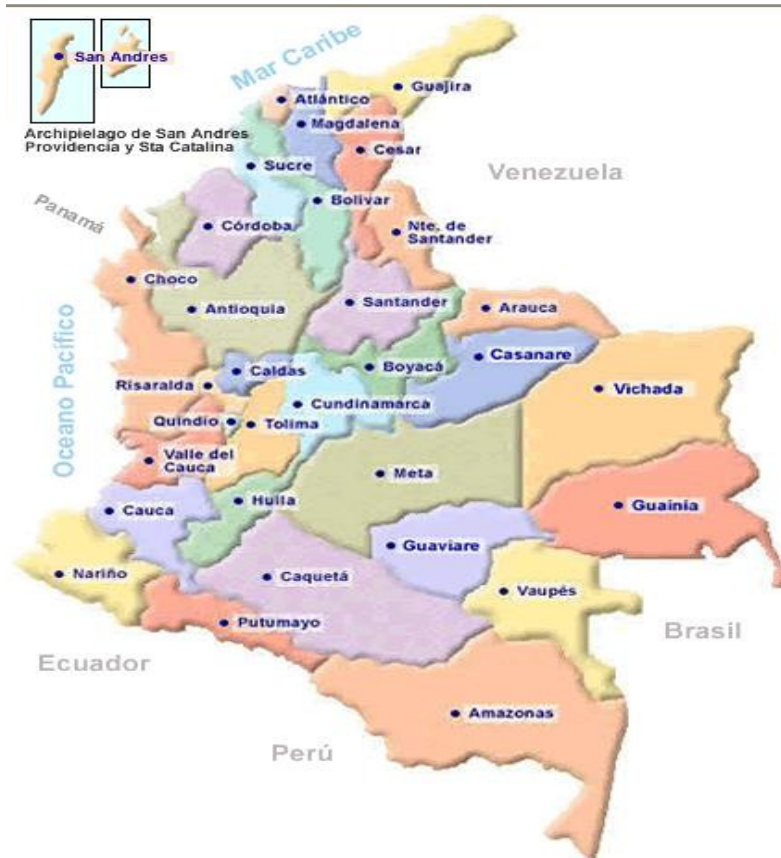 San Andres
Archipielago de San Andres
Providencia y Sta Catalina
Mar Caribe
Guajira
Atlántico
Magdalena
Cesar
Venezuela
Sucre
Bolivar
Panamá
Córdoba
Nte. de
Santander
Choco
Antioquia
Santander
Arauca
Oceano Pacífico
Caldas
Boyacá
Casanare
Risaralda
Vichada
Cundinamarca
Quindio
Tolima
Valle del
Cauca
Meta
Huila
Cauca
Guainia
Guaviare
Nariño
Caquetá
Vaupés
Putumayo
Brasil
Ecuador
Amazonas
Perú